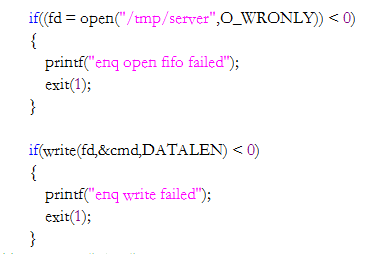 if((fd = open("/tmp/server",O_WRONLY)) < 0)
{
printf("enq open fifo failed");
exit(1);
}
if(write(fd,&cmd,DATALEN) < 0)
{
printf("enq write failed");
exit(1);
}